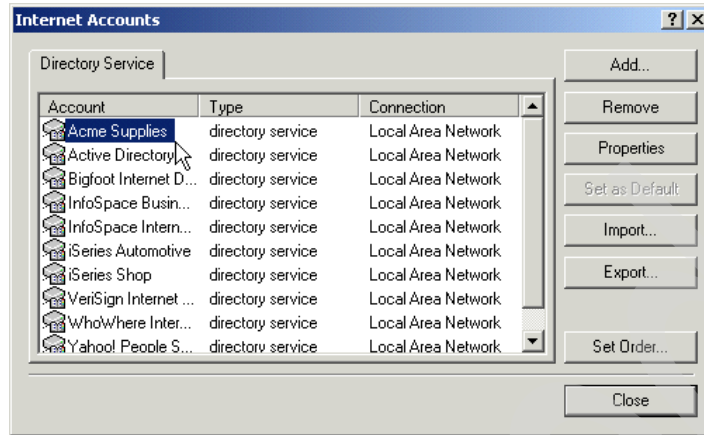 Internet Accounts
Directory Service
Add...
Account Type Connection
Remove
Acme Supplies directory service Local Area Network
Active Directory directory service Local Area Network
Properties
Bigfoot Internet D... directory service Local Area Network
Set as Default
InfoSpace Busin... directory service Local Area Network
InfoSpace Intern... directory service Local Area Network
Import...
iSeries Automotive directory service Local Area Network
iSeries Shop directory service Local Area Network
Export...
VeriSign Internet ... directory service Local Area Network
WhoWhere Inter... directory service Local Area Network
Yahoo! People S... directory service Local Area Network
Set Order...
Close